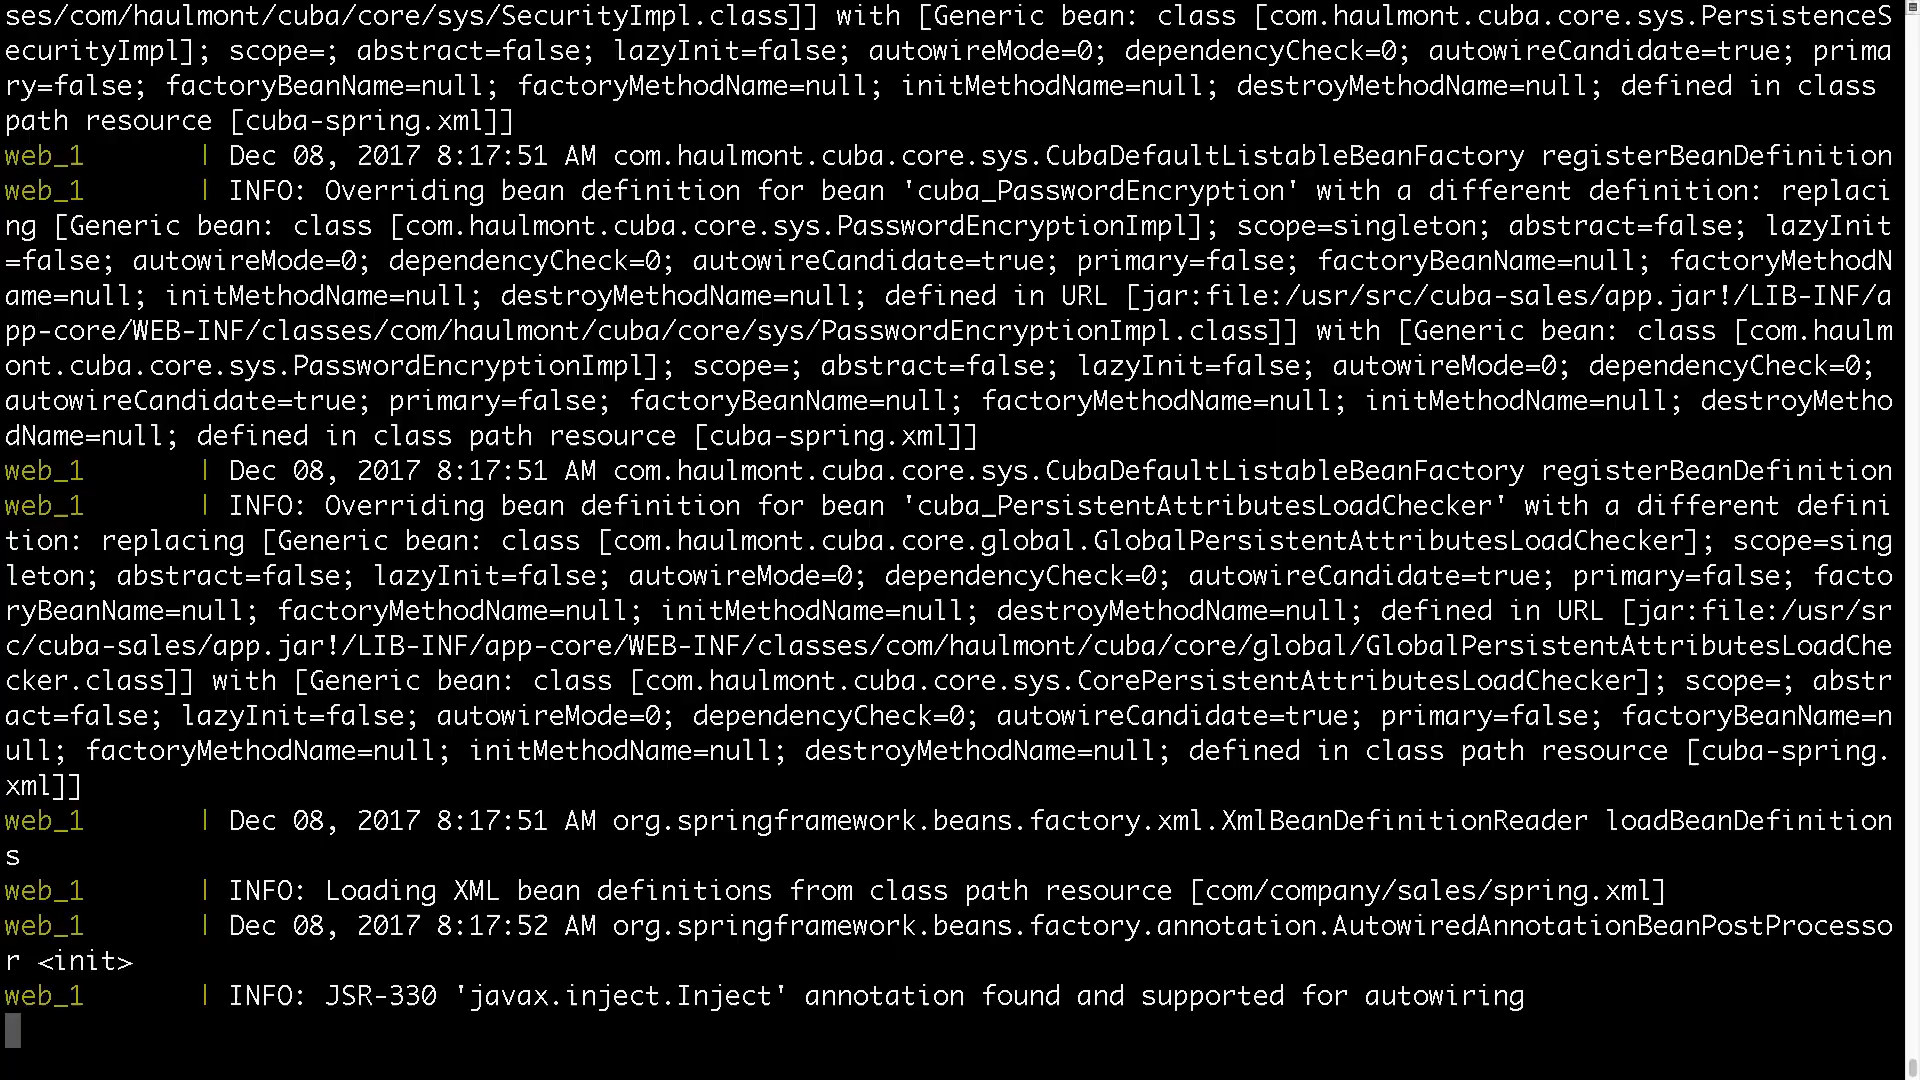 ses/com/haulmont/cuba/core/sys/SecurityImpl.class]] with [Generic bean: class [com.haulmont.cuba.core.sys.PersistenceS
ecurityImpl]; scope=; abstract=false; lazyInit=false; autowireMode=0; dependencyCheck=0; autowireCandidate=true; prima
ry=false; factoryBeanName=null; factoryMethodName=null; initMethodName=null; destroyMethodName=null; defined in class
path resource [cuba-spring.xml]]
web_1 | Dec 08, 2017 8:17:51 AM com.haulmont.cuba.core.sys.CubaDefaultListableBeanFactory registerBeanDefinition
web_1 | INFO: Overriding bean definition for bean 'cuba_PasswordEncryption' with a different definition: replaci
ng [Generic bean: class [com.haulmont.cuba.core.sys.PasswordEncryptionImpl]; scope=singleton; abstract=false; lazyInit
=false; autowireMode=0; dependencyCheck=0; autowireCandidate=true; primary=false; factoryBeanName=null; factoryMethodN
ame=null; initMethodName=null; destroyMethodName=null; defined in URL [jar:file:/usr/src/cuba-sales/app.jar!/LIB-INF/a
pp-core/WEB-INF/classes/com/haulmont/cuba/core/sys/PasswordEncryptionImpl.class]] with [Generic bean: class [com.haulm
ont.cuba.core.sys.PasswordEncryptionImpl]; scope=; abstract=false; lazyInit=false; autowireMode=0; dependencyCheck=0;
autowireCandidate=true; primary=false; factoryBeanName=null; factoryMethodName=null; initMethodName=null; destroyMetho
dName=null; defined in class path resource [cuba-spring.xml]]
web_1 | Dec 08, 2017 8:17:51 AM com.haulmont.cuba.core.sys.CubaDefaultListableBeanFactory registerBeanDefinition
web_1 | INFO: Overriding bean definition for bean 'cuba_PersistentAttributesLoadChecker' with a different defini
tion: replacing [Generic bean: class [com.haulmont.cuba.core.global.GlobalPersistentAttributesLoadChecker]; scope=sing
leton; abstract=false; lazyInit=false; autowireMode=0; dependencyCheck=0; autowireCandidate=true; primary=false; facto
ryBeanName=null; factoryMethodName=null; initMethodName=null; destroyMethodName=null; defined in URL [jar:file:/usr/sr
c/cuba-sales/app.jar!/LIB-INF/app-core/WEB-INF/classes/com/haulmont/cuba/core/global/GlobalPersistentAttributesLoadChe
cker.class]] with [Generic bean: class [com.haulmont.cuba.core.sys.CorePersistentAttributesLoadChecker]; scope=; abstr
act=false; lazyInit=false; autowireMode=0; dependencyCheck=0; autowireCandidate=true; primary=false; factoryBeanName=n
ull; factoryMethodName=null; initMethodName=null; destroyMethodName=null; defined in class path resource [cuba-spring.
xml]]
web_1 | Dec 08, 2017 8:17:51 AM org.springframework.beans.factory.xml.XmlBeanDefinitionReader loadBeanDefinition
s
web_1 | INFO: Loading XML bean definitions from class path resource [com/company/sales/spring.xml]
web_1 | Dec 08, 2017 8:17:52 AM org.springframework.beans.factory.annotation.AutowiredAnnotationBeanPostProcesso
r <init>
web_1 | INFO: JSR-330 'javax.inject.Inject' annotation found and supported for autowiring